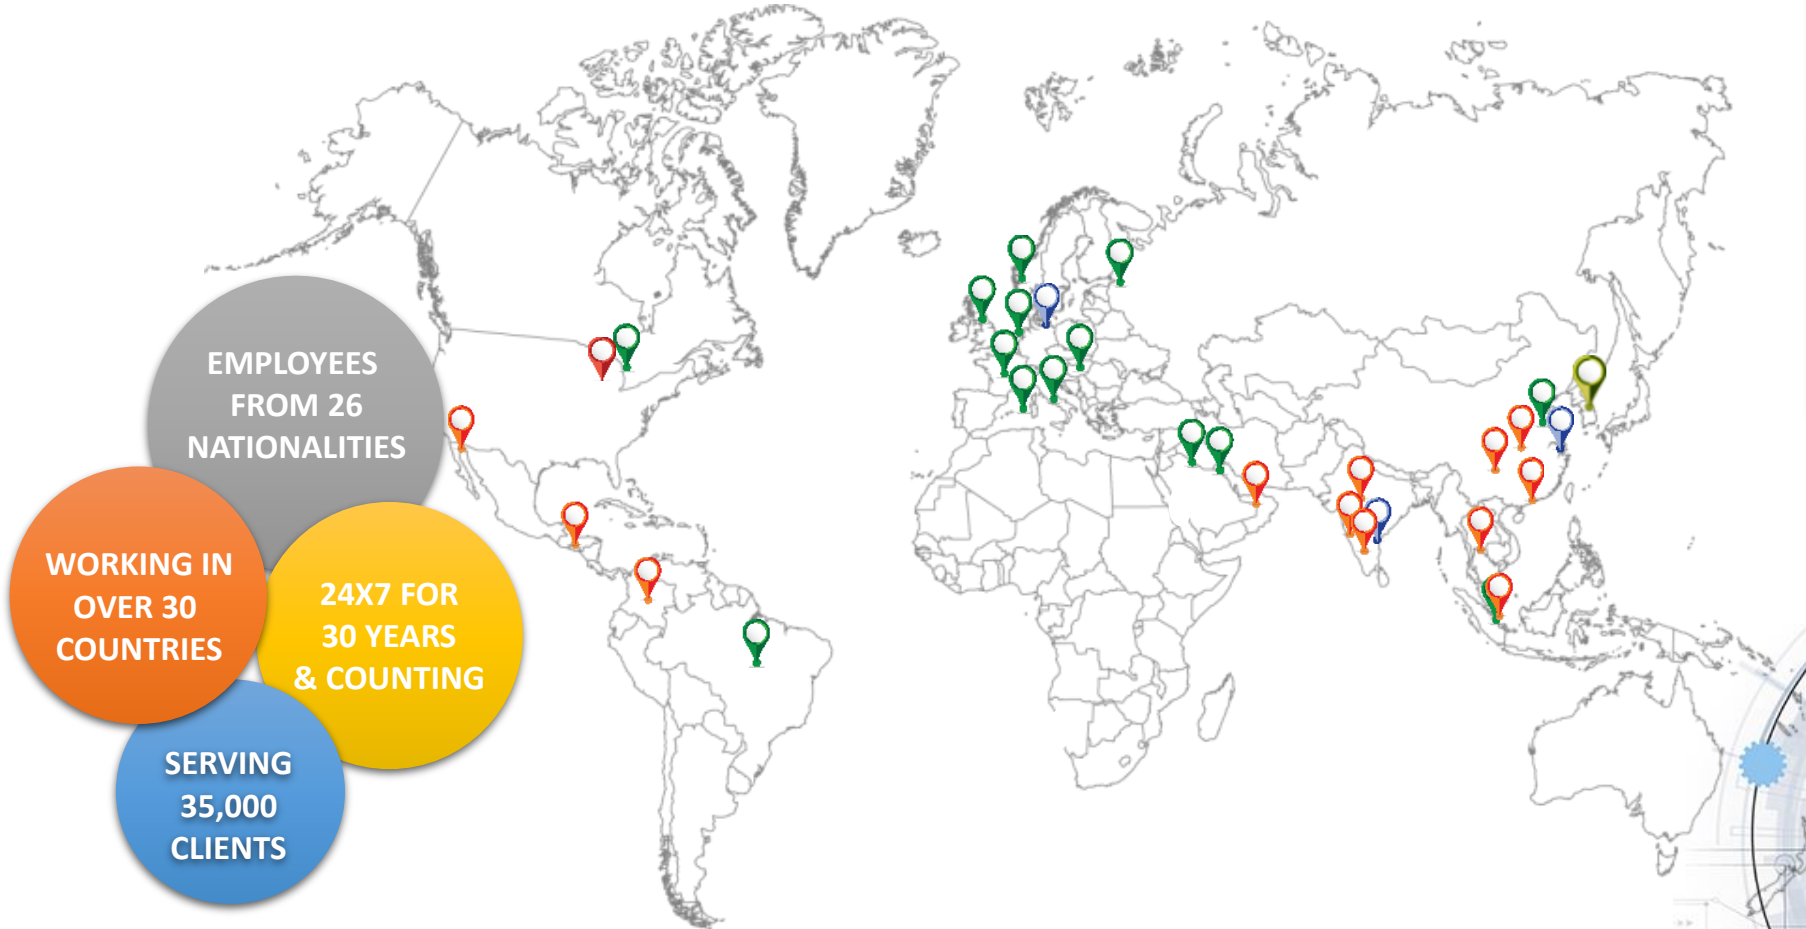 EMPLOYEES
FROM 26
NATIONALITIES
WORKING IN
OVER 30
COUNTRIES
24X7 FOR
30 YEARS
& COUNTING
SERVING
35,000
CLIENTS